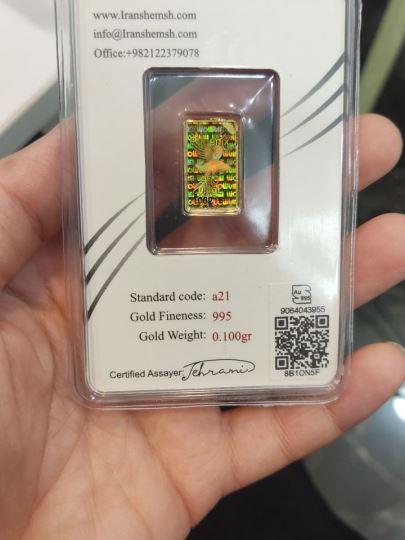 www.Iranshemsh.com
info@Iranshemsh.com
Office:+982122379078
Standard code: a21
Gold Fineness: 995
Gold Weight: 0.100gr
Certified Assayer: Tehrani
Au
995
9064043955
8B1ON5F